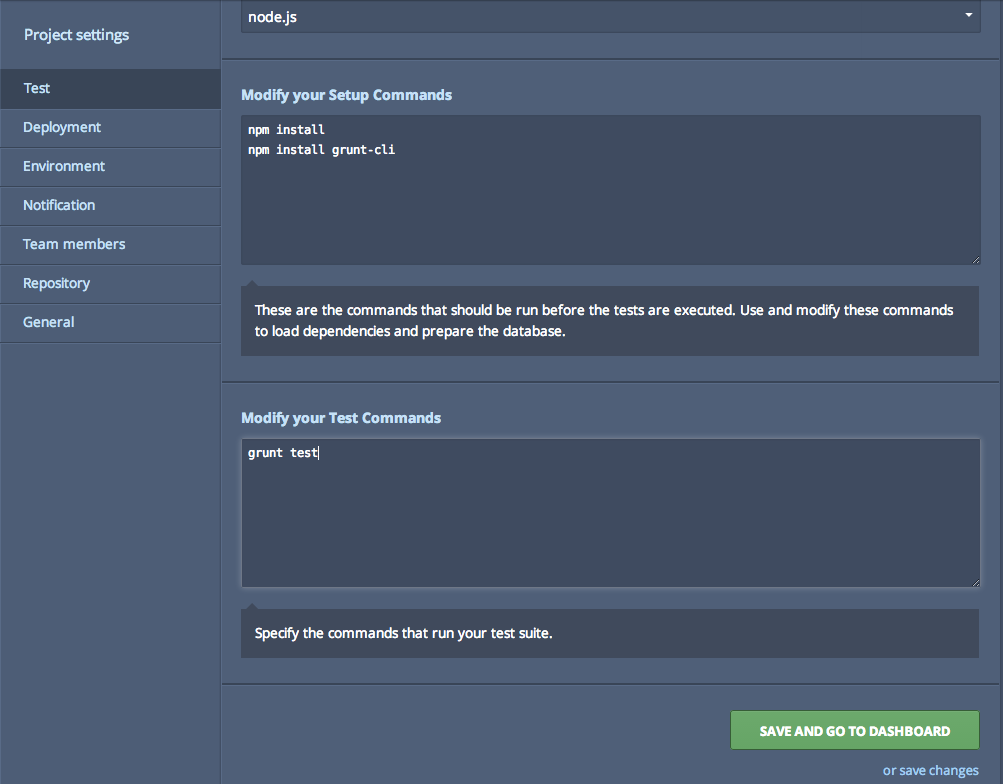 Project settings
Test
Deployment
Environment
Notification
Team members
Repository
General
node.js
Modify your Setup Commands
npm install
npm install grunt-cli
These are the commands that should be run before the tests are executed. Use and modify these commands
to load dependencies and prepare the database.
Modify your Test Commands
grunt test
Specify the commands that run your test suite.
SAVE AND GO TO DASHBOARD
or save changes